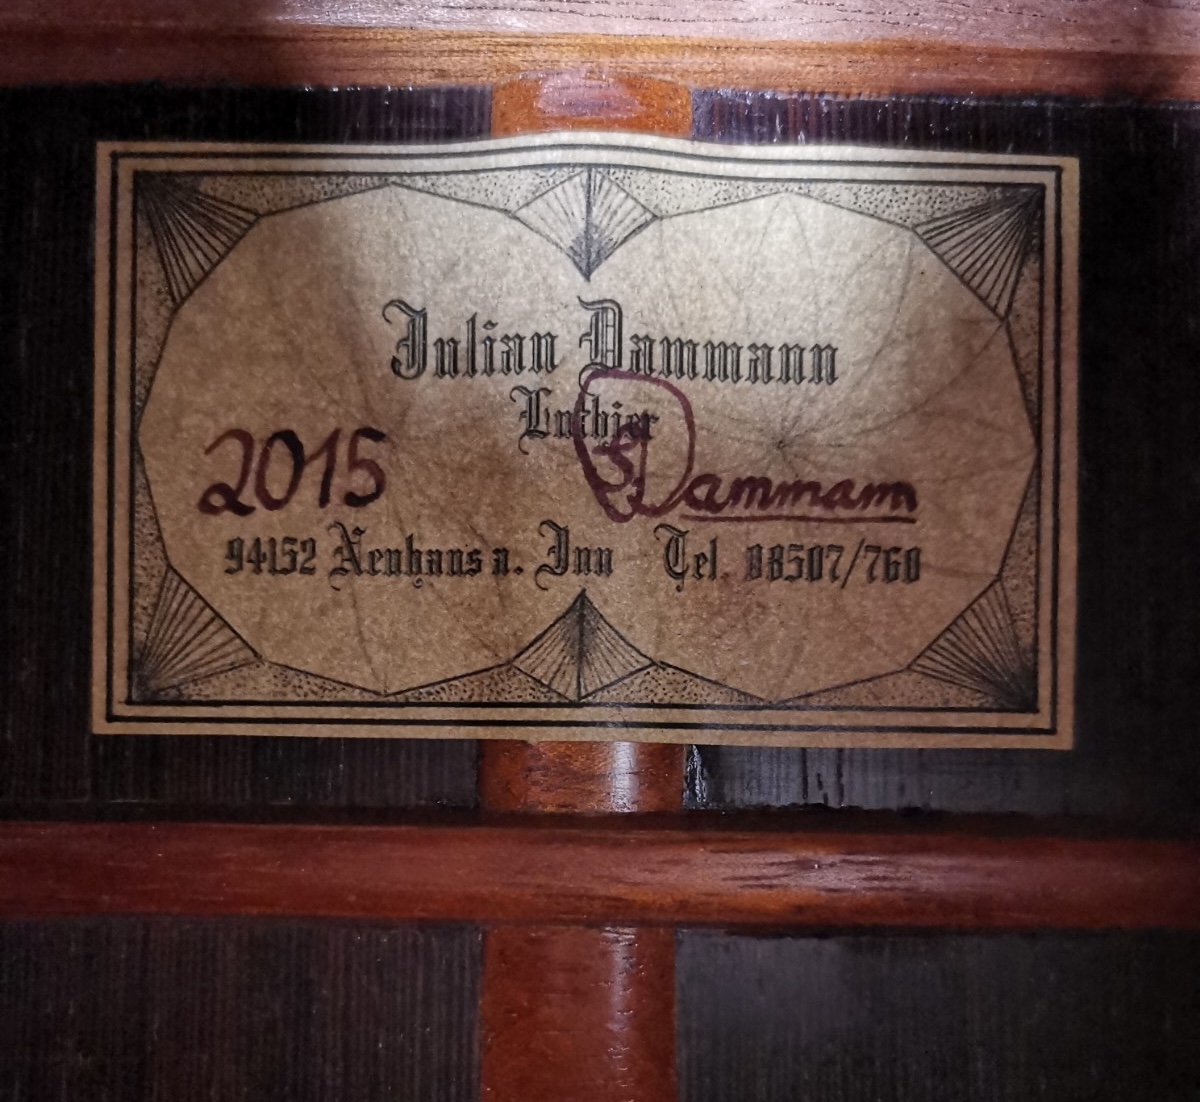 Julian Dammann
Luthier
2015 Dammann
94152 Neuhaus a. Inn Tel. 08507/760